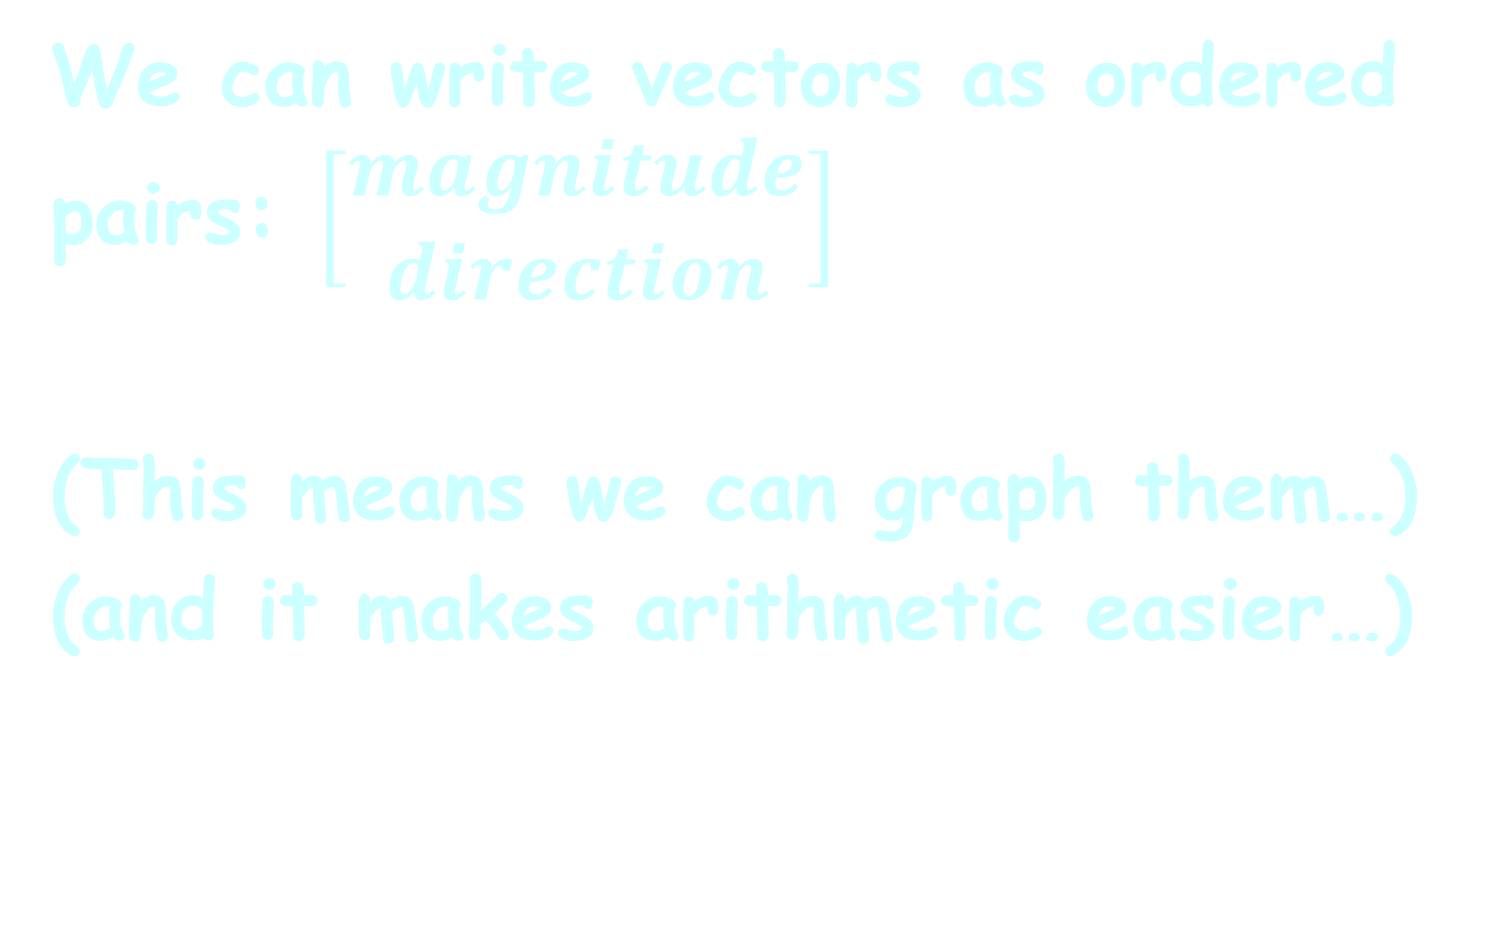 We can write vectors as ordered
pairs: [magnitude
direction]
(This means we can graph them…)
(and it makes arithmetic easier…)